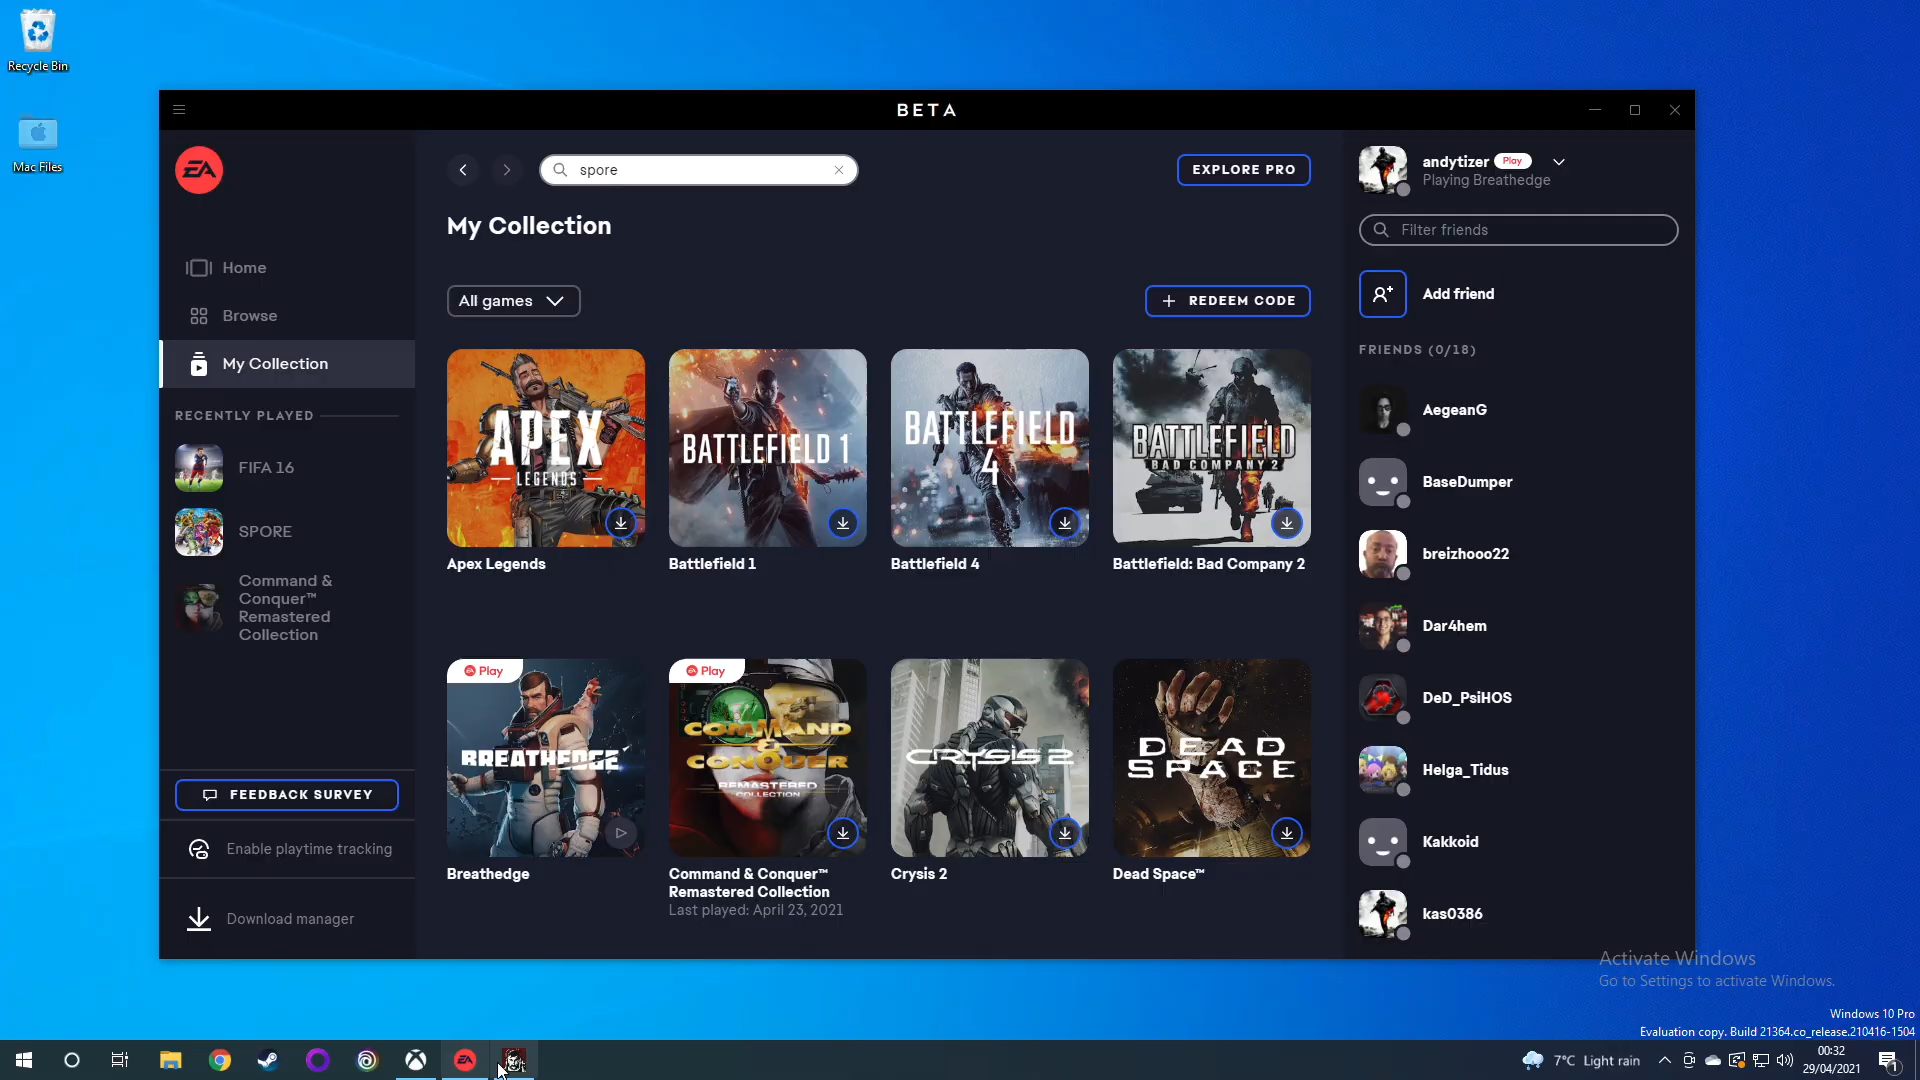 Recycle Bin
Mac Files
BETA
EA
spore
EXPLORE PRO
My Collection
Home
Browse
My Collection
RECENTLY PLAYED
FIFA 16
SPORE
Command &
Conquer™
Remastered
Collection
FEEDBACK SURVEY
Enable playtime tracking
Download manager
All games
REDEEM CODE
APEX
LEGENDS
Apex Legends
BATTLEFIELD 1
Battlefield 1
BATTLEFIELD
4
Battlefield 4
BATTLEFIELD
BAD COMPANY 2
Battlefield: Bad Company 2
EA Play
BREATHEDGE
Breathedge
EA Play
COMMAND
&
CONQUER
REMASTERED
COLLECTION
Command & Conquer™
Remastered Collection
Last played: April 23, 2021
CRYSIS 2
Crysis 2
DEAD
SPACE
Dead Space™
andytizer Play
Playing Breathedge
Filter friends
Add friend
FRIENDS (0/18)
AegeanG
BaseDumper
breizhooo22
Dar4hem
DeD_PsiHOS
Helga_Tidus
Kakkoid
kas0386
Activate Windows
Go to Settings to activate Windows.
Windows 10 Pro
Evaluation copy. Build 21364.co_release.210416-1504
EA
7°C Light rain
00:32
29/04/2021
1